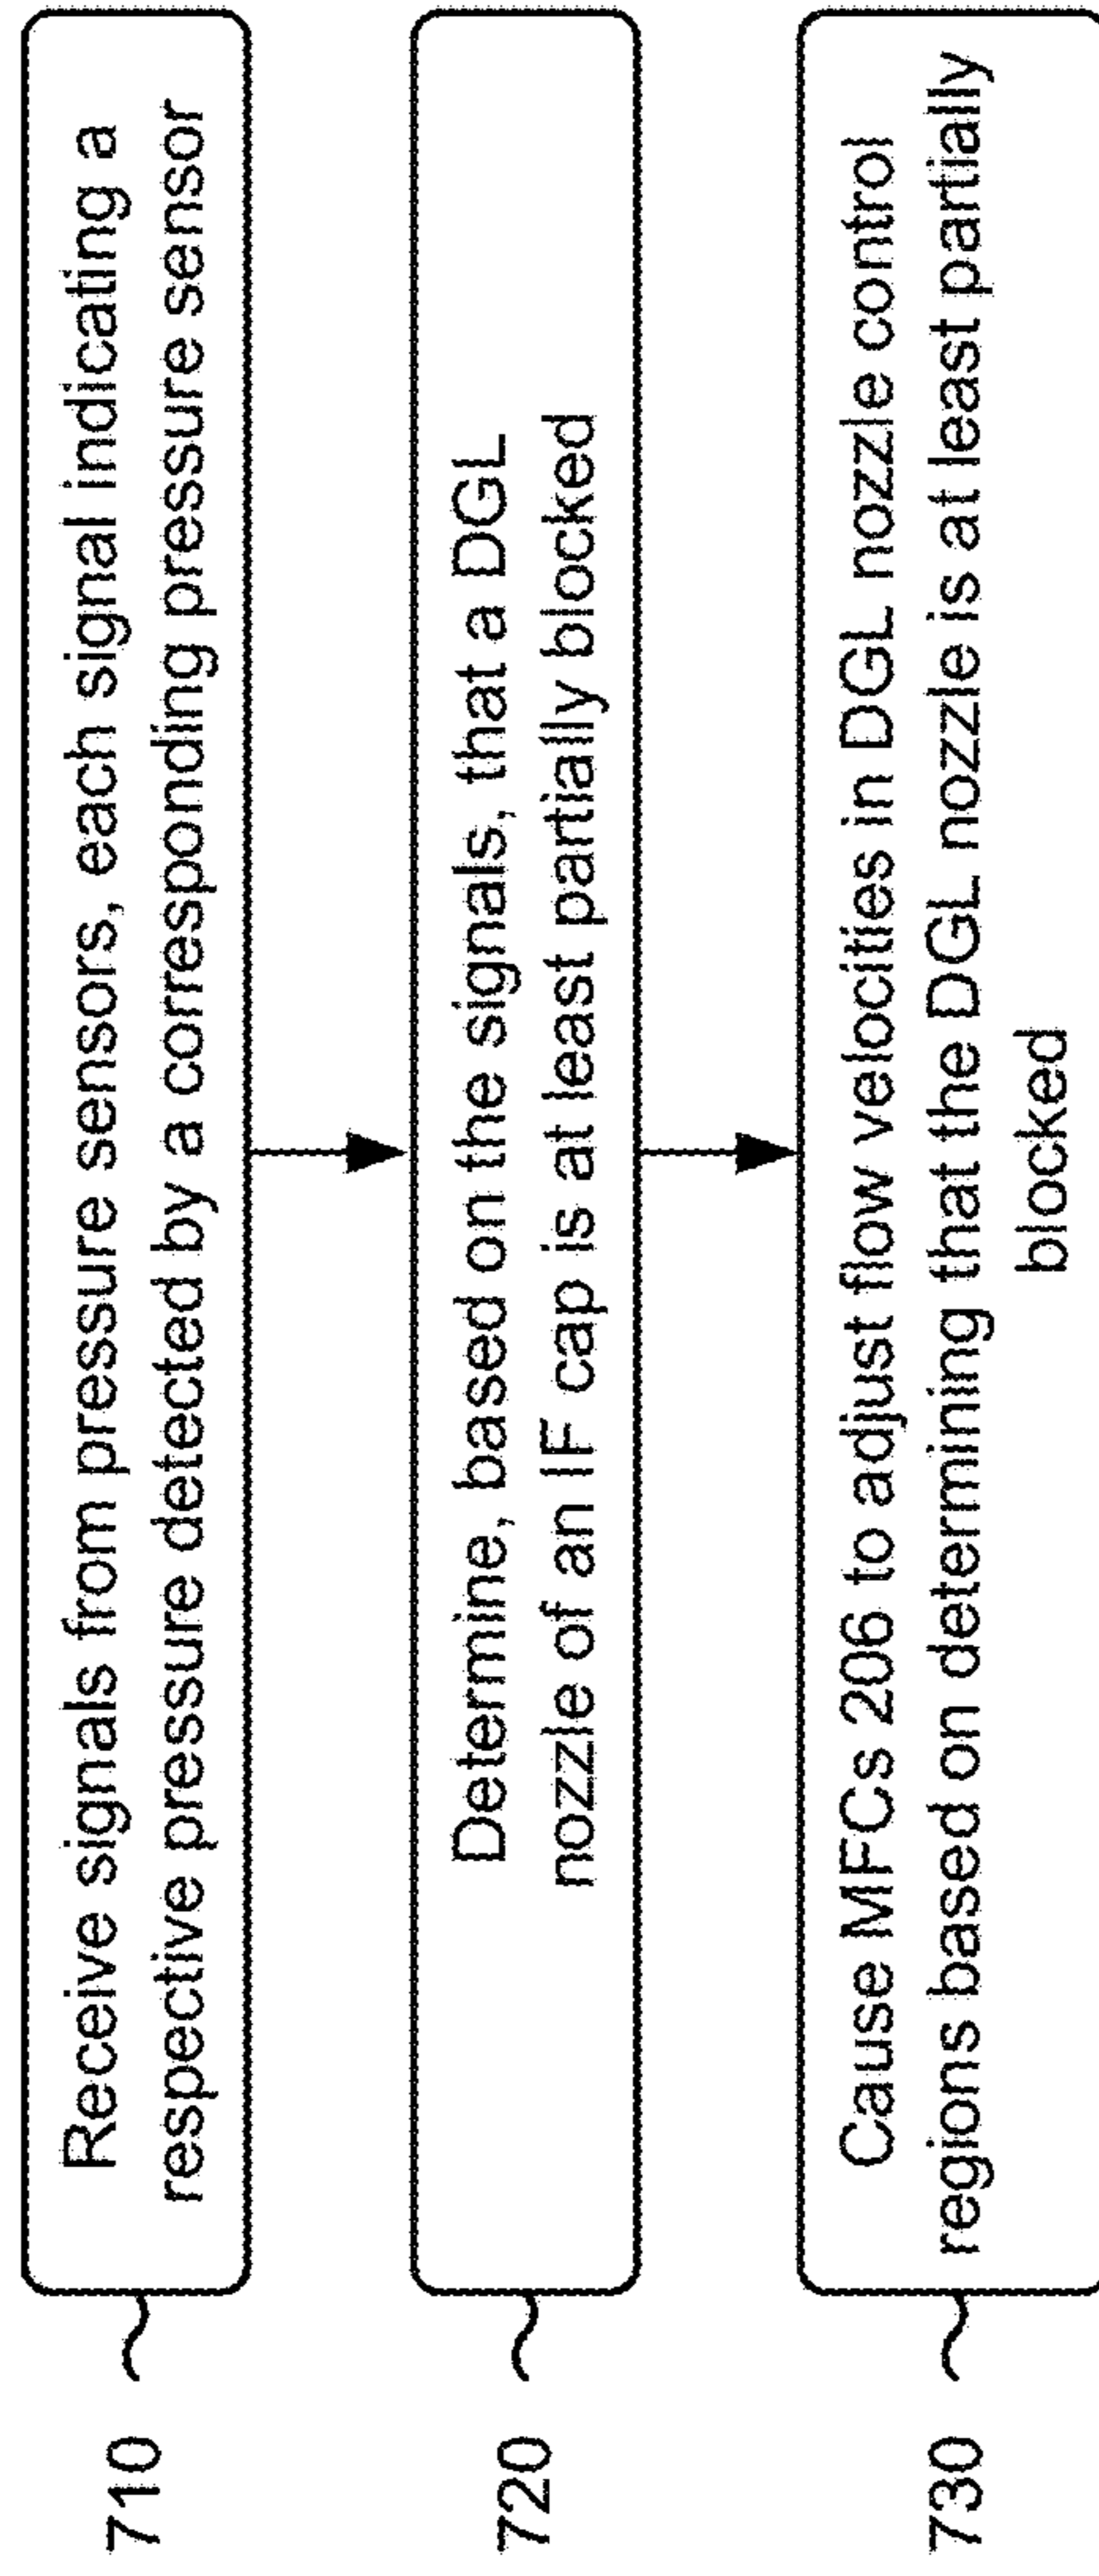 710
Receive signals from pressure sensors, each signal indicating a
respective pressure detected by a corresponding pressure sensor
720
Determine, based on the signals, that a DGL
nozzle of an IF cap is at least partially blocked
730
Cause MFCs 206 to adjust flow velocities in DGL nozzle control
regions based on determining that the DGL nozzle is at least partially
blocked